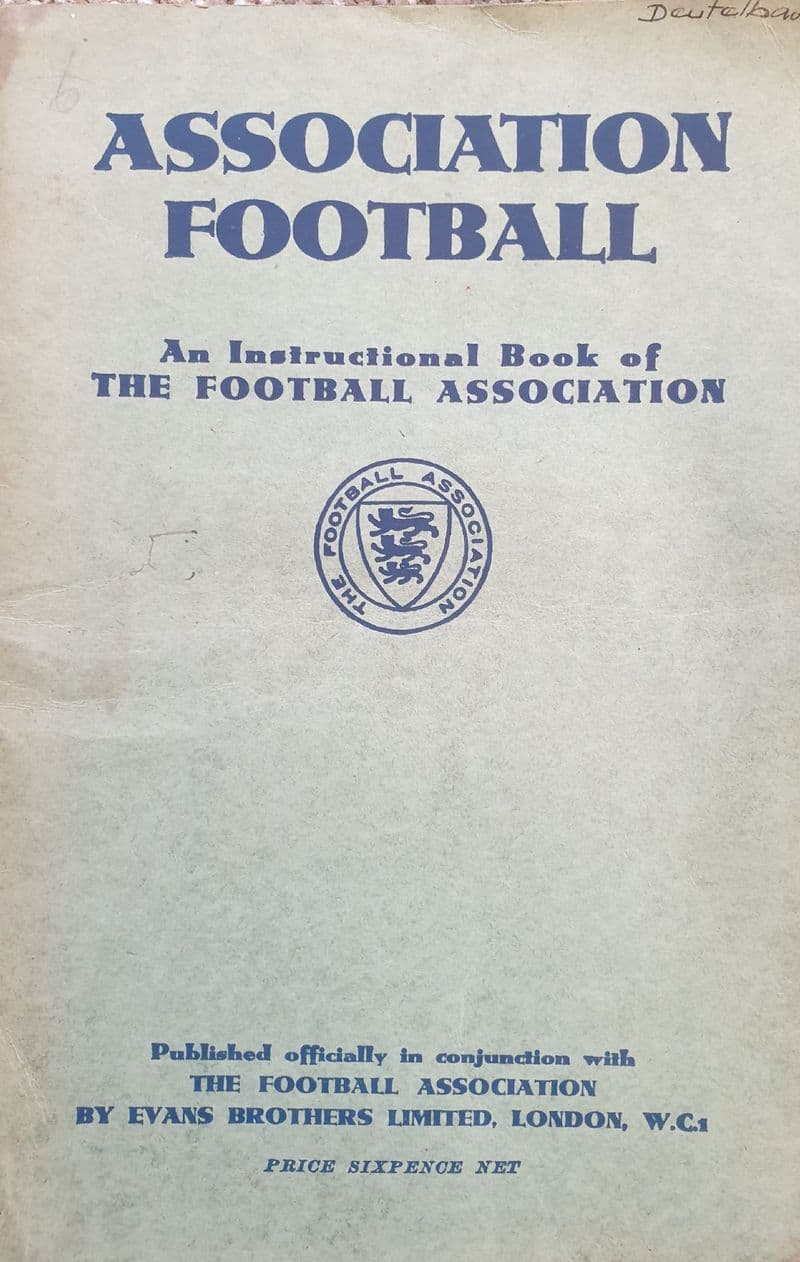 6
ASSOCIATION
FOOTBALL
An Instructional Book of
THE FOOTBALL ASSOCIATION
THE FOOTBALL ASSOCIATION
Published officially in conjunction with
THE FOOTBALL ASSOCIATION
BY EVANS BROTHERS LIMITED, LONDON, W.C.1
PRICE SIXPENCE NET